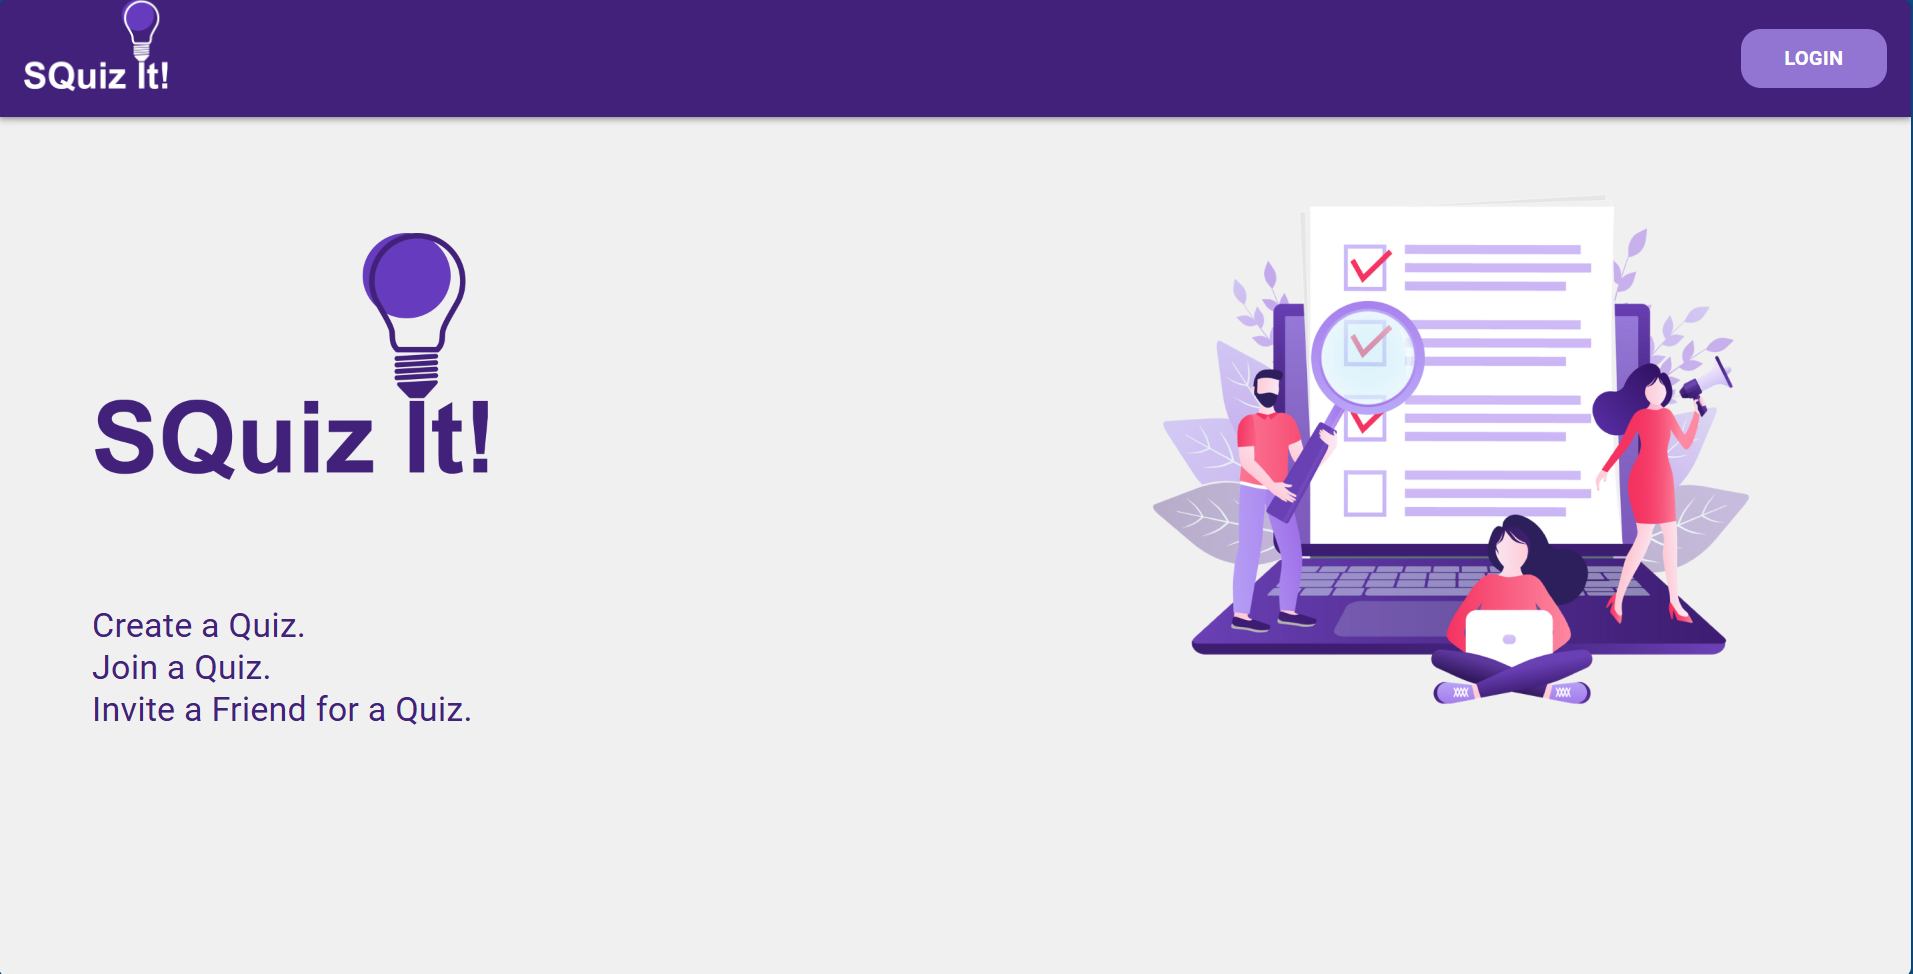 SQuiz It!
LOGIN
SQuiz It!
Create a Quiz.
Join a Quiz.
Invite a Friend for a Quiz.